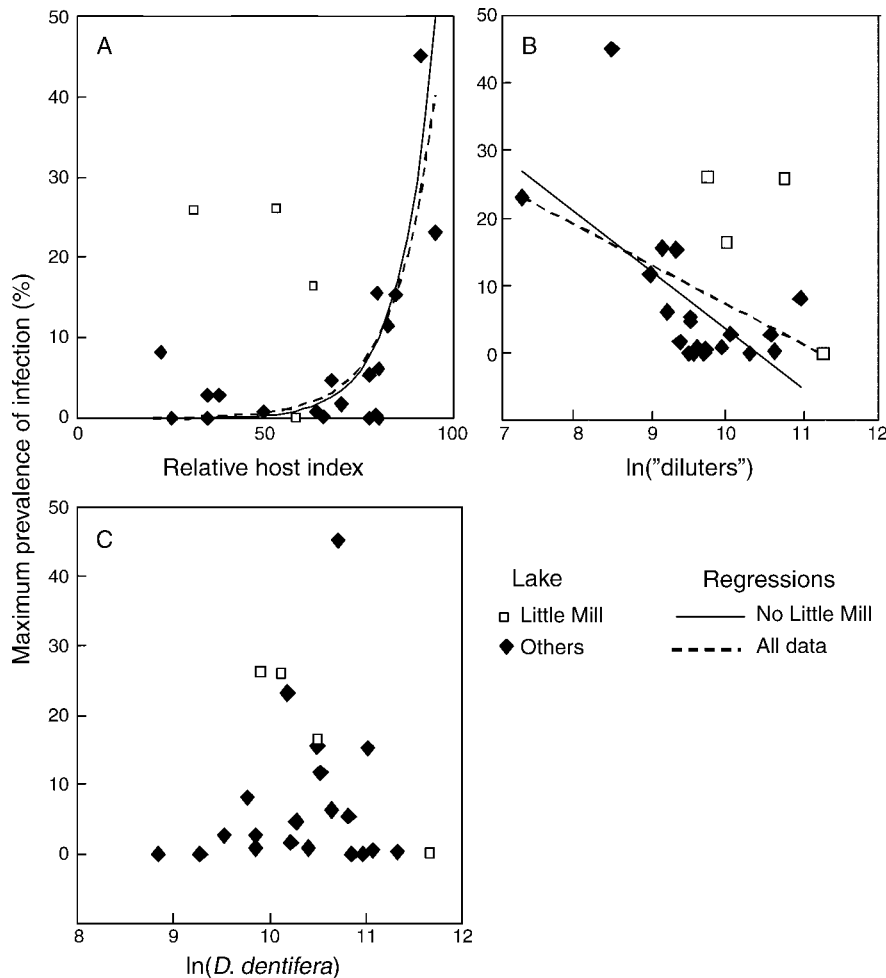 Maximum prevalence of infection (%)
A
50
40
30
20
10
0
0
50
100
Relative host index
B
50
40
30
20
10
0
7
8
9
10
11
12
ln("diluters")
C
50
40
30
20
10
0
8
9
10
11
12
ln(D. dentifera)
Lake
Regressions
Little Mill
No Little Mill
Others
All data